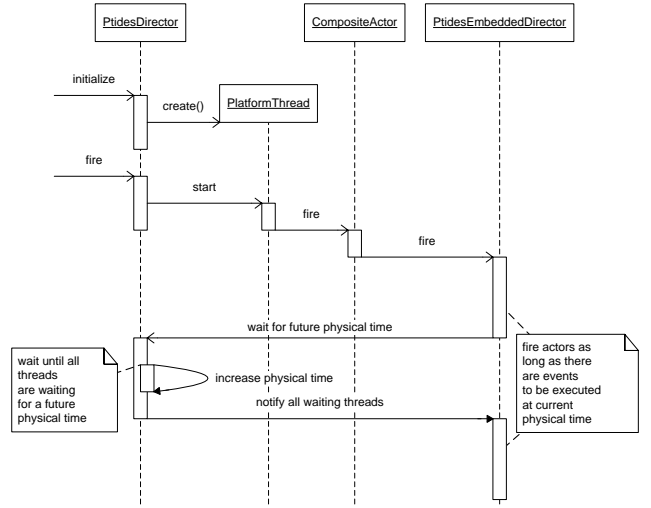 PtidesDirector
CompositeActor
PtidesEmbeddedDirector
initialize
create()
PlatformThread
fire
start
fire
fire
wait for future physical time
wait until all
threads
are waiting
for a future
physical time
increase physical time
notify all waiting threads
fire actors as
long as there
are events
to be executed
at current
physical time